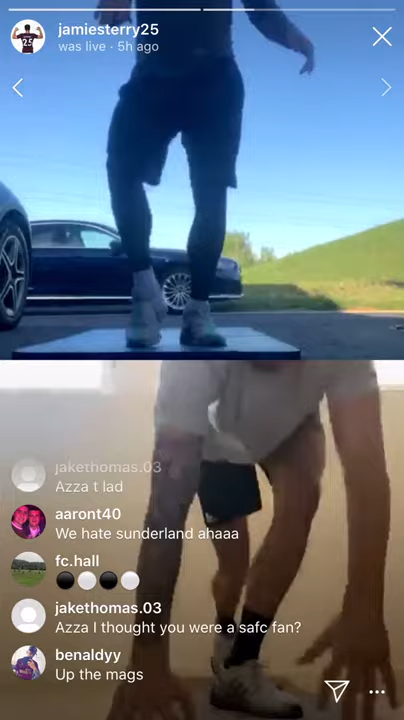 jamiesterry25
was live · 5h ago
jakethomas.03
Azza t lad
aaront40
We hate sunderland ahaaa
fc.hall
⚫⚪⚫⚪
jakethomas.03
Azza I thought you were a safc fan?
benaldyy
Up the mags